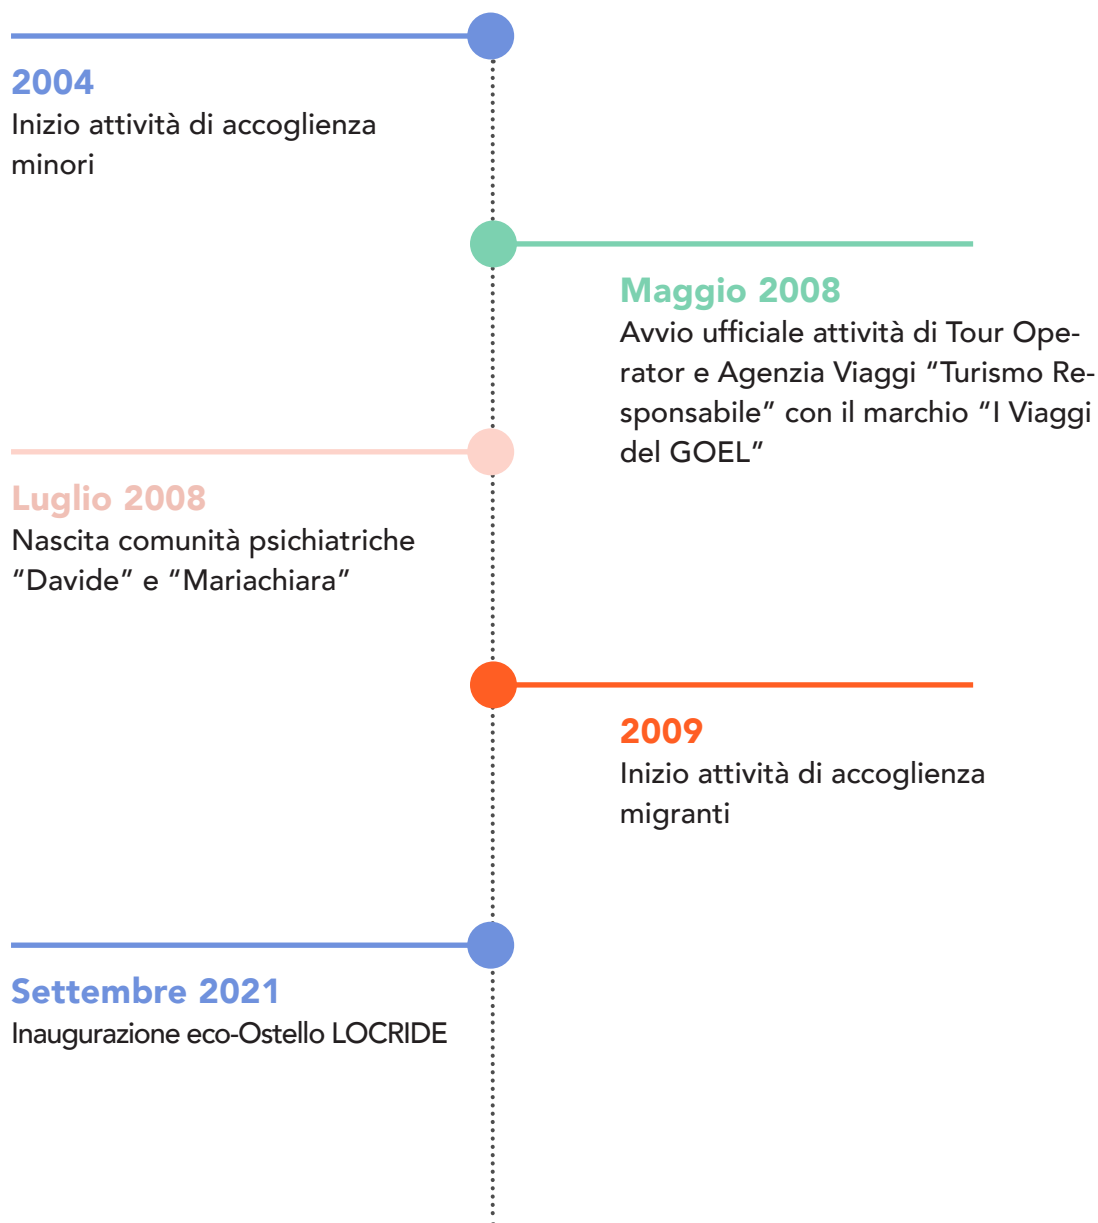 2004
Inizio attività di accoglienza
minori
Maggio 2008
Avvio ufficiale attività di Tour Ope-
rator e Agenzia Viaggi “Turismo Re-
sponsabile” con il marchio “I Viaggi
del GOEL”
Luglio 2008
Nascita comunità psichiatriche
“Davide” e “Mariachiara”
2009
Inizio attività di accoglienza
migranti
Settembre 2021
Inaugurazione eco-Ostello LOCRIDE